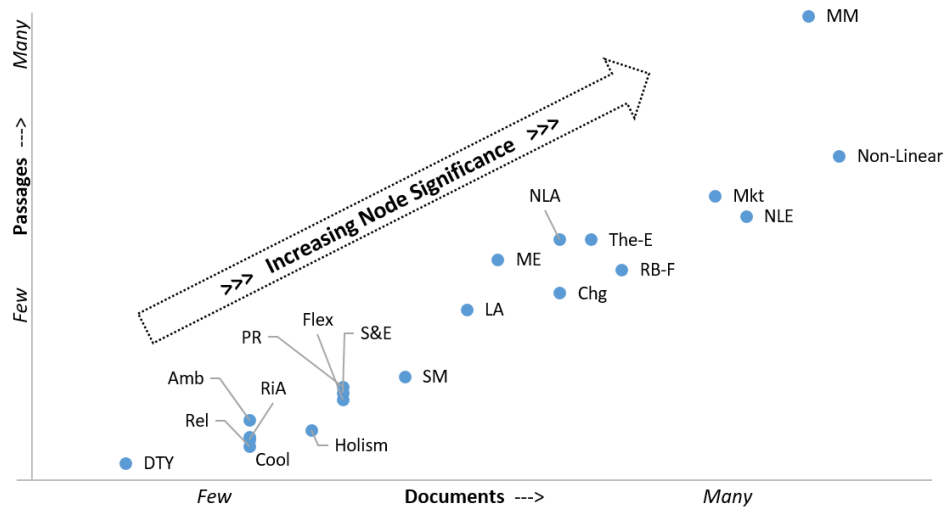 Many
MM
Passages --->
>>> Increasing Node Significance >>>
Non-Linear
NLA
Mkt
NLE
The-E
ME
RB-F
Few
Chg
LA
Flex
PR
S&E
Amb
RiA
SM
Rel
Holism
Cool
DTY
Few
Documents --->
Many